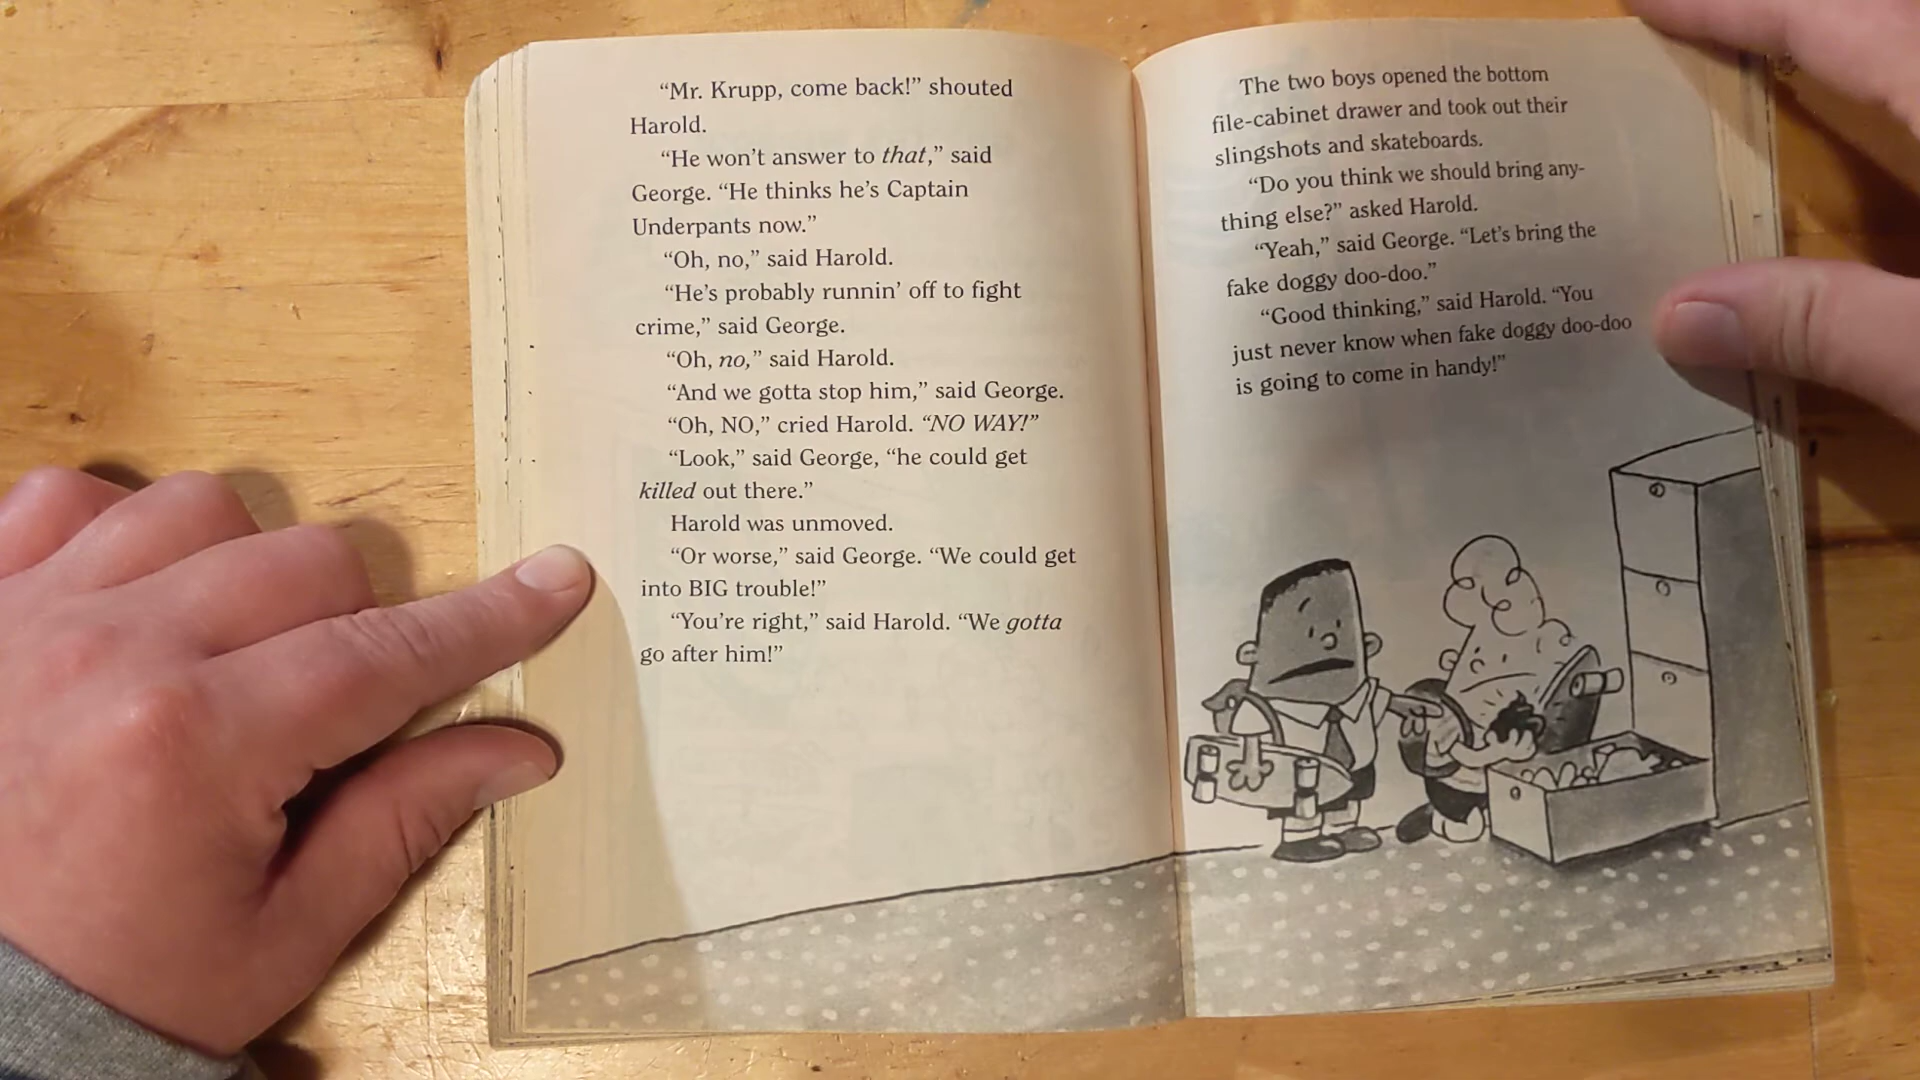 “Mr. Krupp, come back!” shouted
Harold.
“He won’t answer to that,” said
George. “He thinks he’s Captain
Underpants now.”
“Oh, no,” said Harold.
“He’s probably runnin’ off to fight
crime,” said George.
“Oh, no,” said Harold.
“And we gotta stop him,” said George.
“Oh, NO,” cried Harold. “NO WAY!”
“Look,” said George, “he could get
killed out there.”
Harold was unmoved.
“Or worse,” said George. “We could get
into BIG trouble!”
“You’re right,” said Harold. “We gotta
go after him!”
The two boys opened the bottom
file-cabinet drawer and took out their
slingshots and skateboards.
“Do you think we should bring any-
thing else?” asked Harold.
“Yeah,” said George. “Let’s bring the
fake doggy doo-doo.”
“Good thinking,” said Harold. “You
just never know when fake doggy doo-doo
is going to come in handy!”